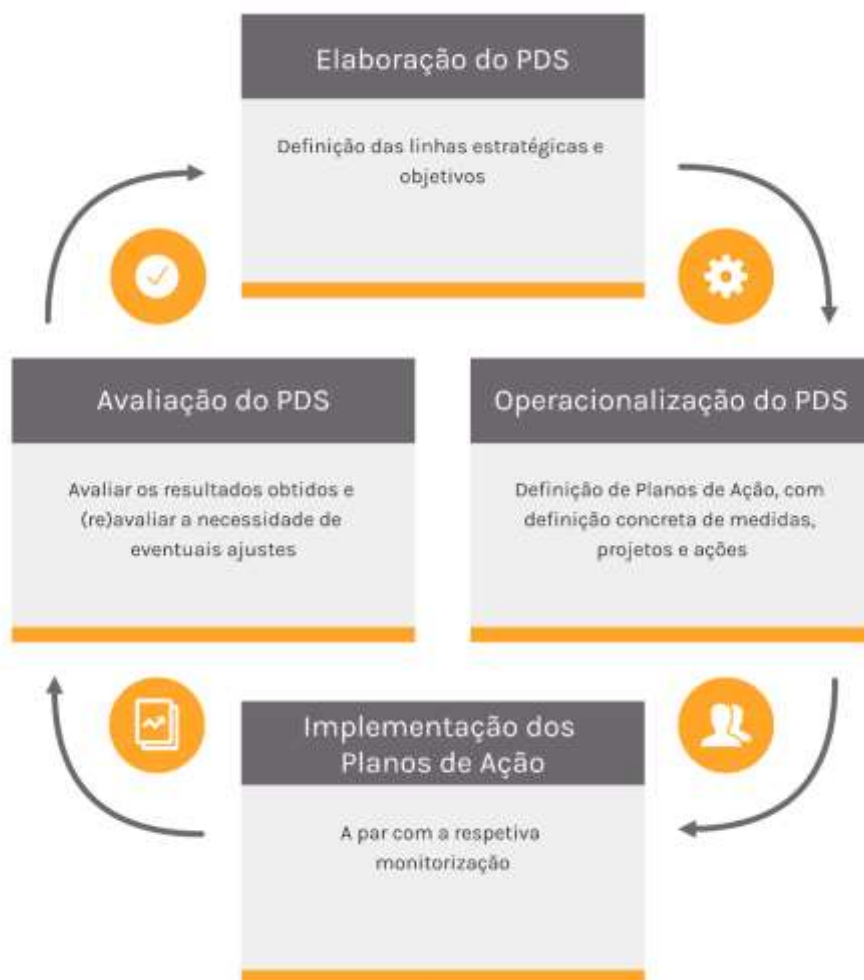 Elaboração do PDS
Definição das linhas estratégicas e
objetivos
Avaliação do PDS
Avaliar os resultados obtidos e
(re)avaliar a necessidade de
eventuais ajustes
Operacionalização do PDS
Definição de Planos de Ação, com
definição concreta de medidas,
projetos e ações
Implementação dos
Planos de Ação
A par com a respetiva
monitorização